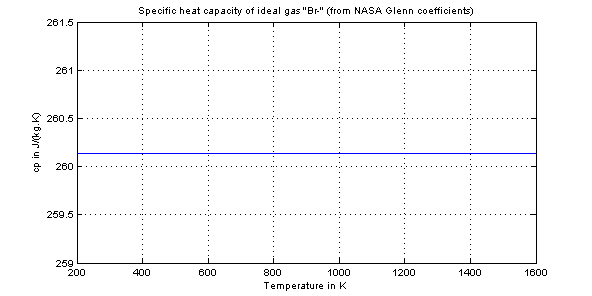 Specific heat capacity of ideal gas "Br-" (from NASA Glenn coefficients)
261.5
261
260.5
260
259.5
259
cp in J/(kg.K)
200 400 600 800 1000 1200 1400 1600
Temperature in K